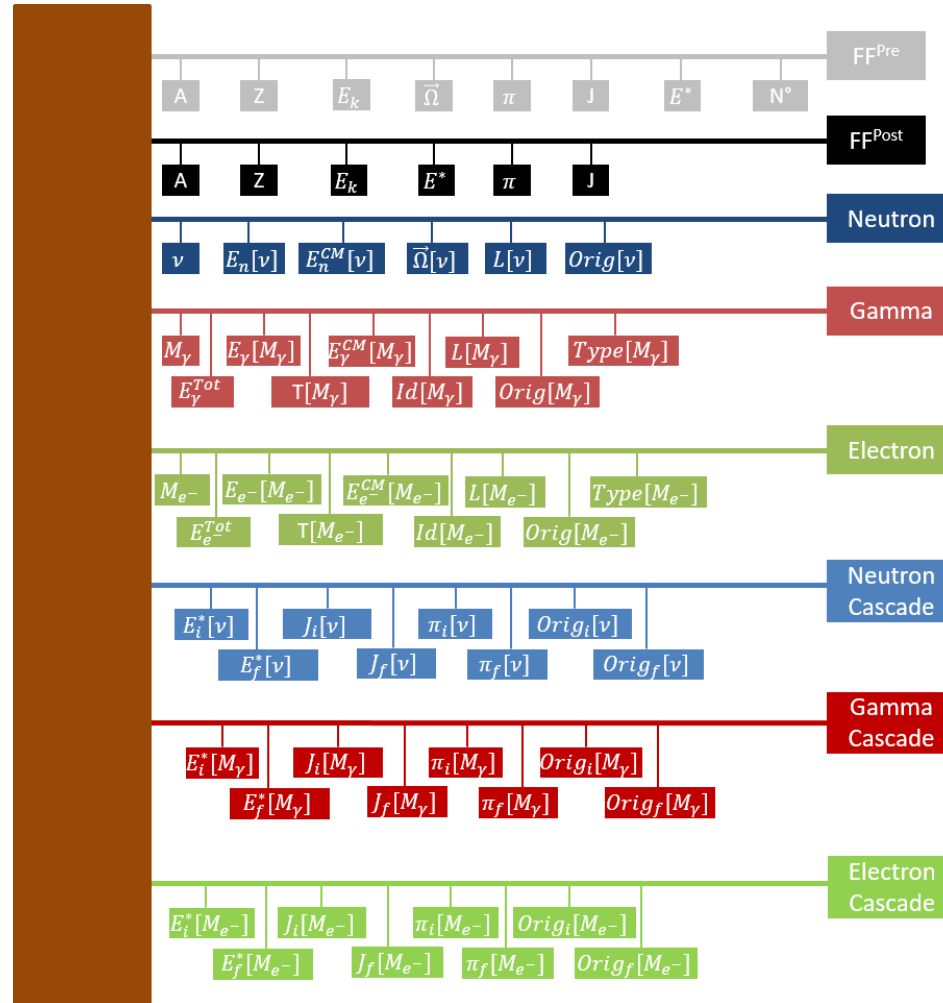 FF^Pre
A Z E_k Ω⃗ π J E* N°
FF^Post
A Z E_k E* π J
Neutron
ν E_n[ν] E_n^CM[ν] Ω⃗[ν] L[ν] Orig[ν]
Gamma
M_γ E_γ[M_γ] E_γ^CM[M_γ] L[M_γ] Type[M_γ]
E_γ^Tot T[M_γ] Id[M_γ] Orig[M_γ]
Electron
M_e⁻ E_e⁻[M_e⁻] E_e⁻^CM[M_e⁻] L[M_e⁻] Type[M_e⁻]
E_e⁻^Tot T[M_e⁻] Id[M_e⁻] Orig[M_e⁻]
Neutron
Cascade
E_i*[ν] J_i[ν] π_i[ν] Orig_i[ν]
E_f*[ν] J_f[ν] π_f[ν] Orig_f[ν]
Gamma
Cascade
E_i*[M_γ] J_i[M_γ] π_i[M_γ] Orig_i[M_γ]
E_f*[M_γ] J_f[M_γ] π_f[M_γ] Orig_f[M_γ]
Electron
Cascade
E_i*[M_e⁻] J_i[M_e⁻] π_i[M_e⁻] Orig_i[M_e⁻]
E_f*[M_e⁻] J_f[M_e⁻] π_f[M_e⁻] Orig_f[M_e⁻]